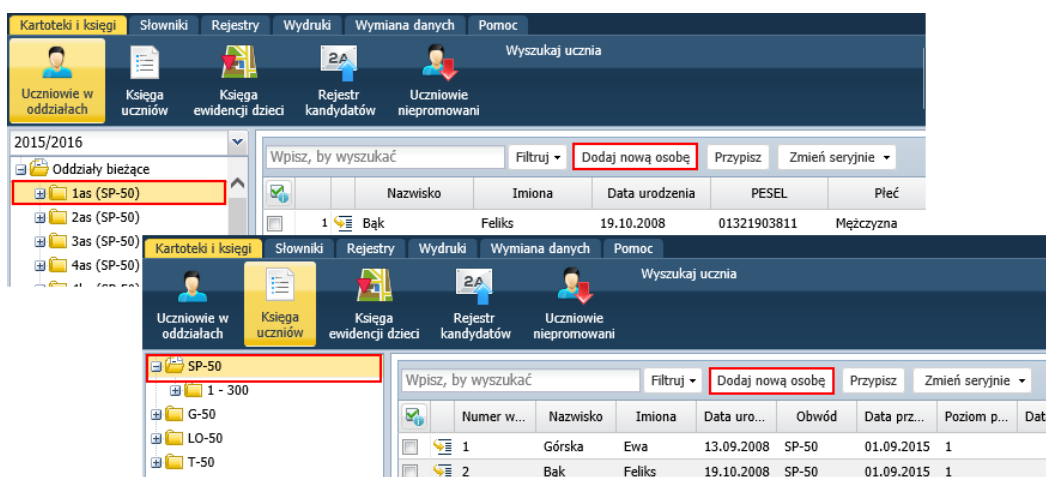 Kartoteki i księgi Słowniki Rejestry Wydruki Wymiana danych Pomoc
Wyszukaj ucznia
2A
Uczniowie w oddziałach
Księga uczniów
Księga ewidencji dzieci
Rejestr kandydatów
Uczniowie niepromowani
2015/2016
Oddziały bieżące
1as (SP-50)
2as (SP-50)
3as (SP-50)
4as (SP-50)
Wpisz, by wyszukać Filtruj Dodaj nową osobę Przypisz Zmień seryjnie
Nazwisko Imiona Data urodzenia PESEL Płeć
1 Bąk Feliks 19.10.2008 01321903811 Mężczyzna
Kartoteki i księgi Słowniki Rejestry Wydruki Wymiana danych Pomoc
Wyszukaj ucznia
2A
Uczniowie w oddziałach
Księga uczniów
Księga ewidencji dzieci
Rejestr kandydatów
Uczniowie niepromowani
SP-50
1 - 300
G-50
LO-50
T-50
Wpisz, by wyszukać Filtruj Dodaj nową osobę Przypisz Zmień seryjnie
Numer w... Nazwisko Imiona Data uro... Obwód Data prz... Poziom p... Dat
1 Górska Ewa 13.09.2008 SP-50 01.09.2015 1
2 Bąk Feliks 19.10.2008 SP-50 01.09.2015 1